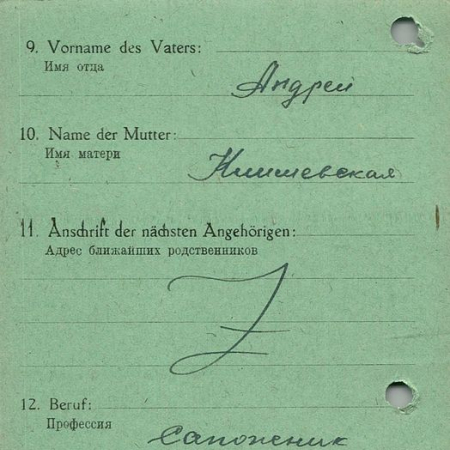 9. Vorname des Vaters:
Имя отца
Андрей
10. Name der Mutter:
Имя матери
11. Anschrift der nächsten Angehörigen:
Адрес ближайших родственников
12. Beruf:
Профессия
Сапожник